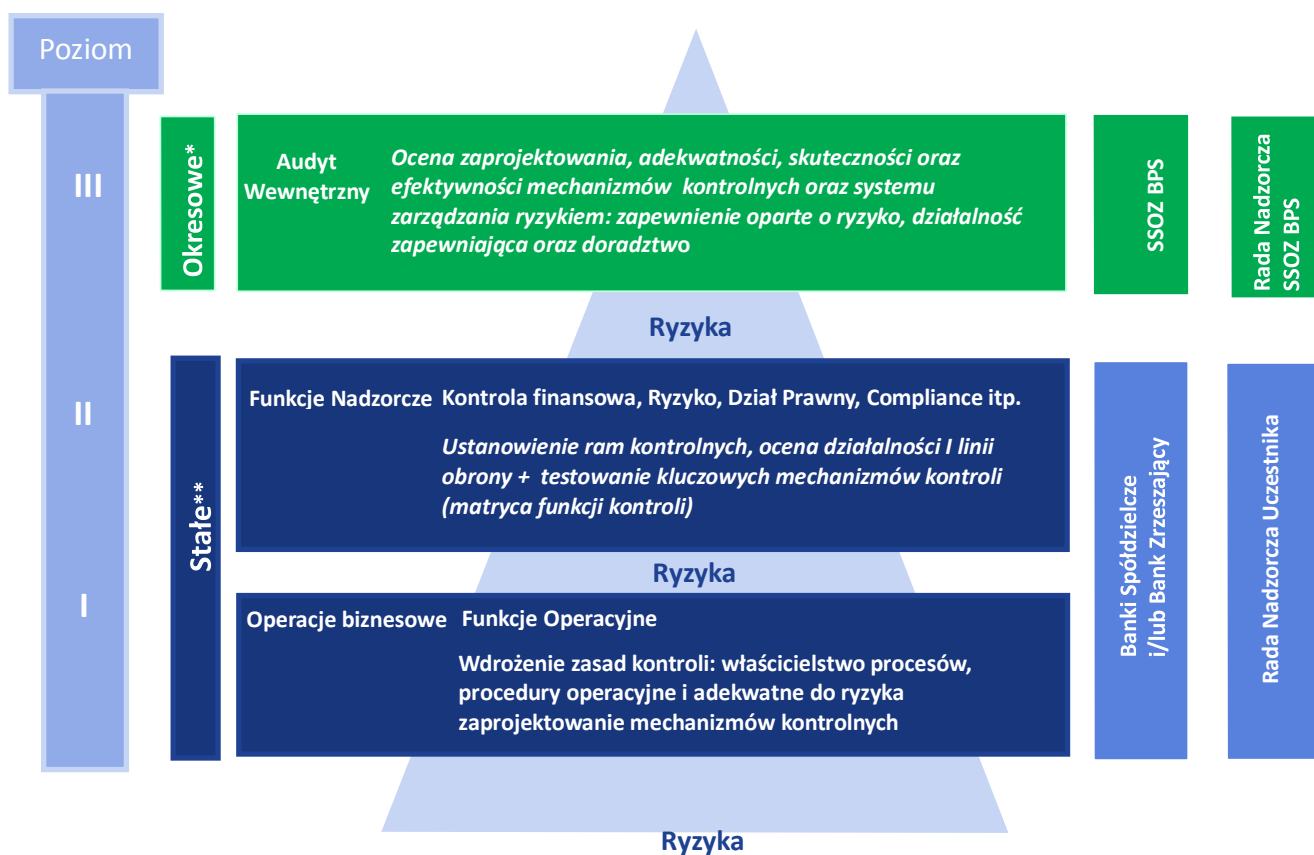 Poziom
III
Okresowe*
Audyt
Wewnętrzny
Ocena zaprojektowania, adekwatności, skuteczności oraz
efektywności mechanizmów kontrolnych oraz systemu
zarządzania ryzykiem: zapewnienie oparte o ryzyko, działalność
zapewniająca oraz doradztwo
SSOZ BPS
Rada Nadzorcza
SSOZ BPS
Ryzyka
II
Stałe**
Funkcje Nadzorcze
Kontrola finansowa, Ryzyko, Dział Prawny, Compliance itp.
Ustanowienie ram kontrolnych, ocena działalności I linii
obrony + testowanie kluczowych mechanizmów kontroli
(matryca funkcji kontroli)
Banki Spółdzielcze
i/lub Bank Zrzeszający
Rada Nadzorcza Uczestnika
Ryzyka
I
Operacje biznesowe
Funkcje Operacyjne
Wdrożenie zasad kontroli: właścicielstwo procesów,
procedury operacyjne i adekwatne do ryzyka
zaprojektowanie mechanizmów kontrolnych
Ryzyka